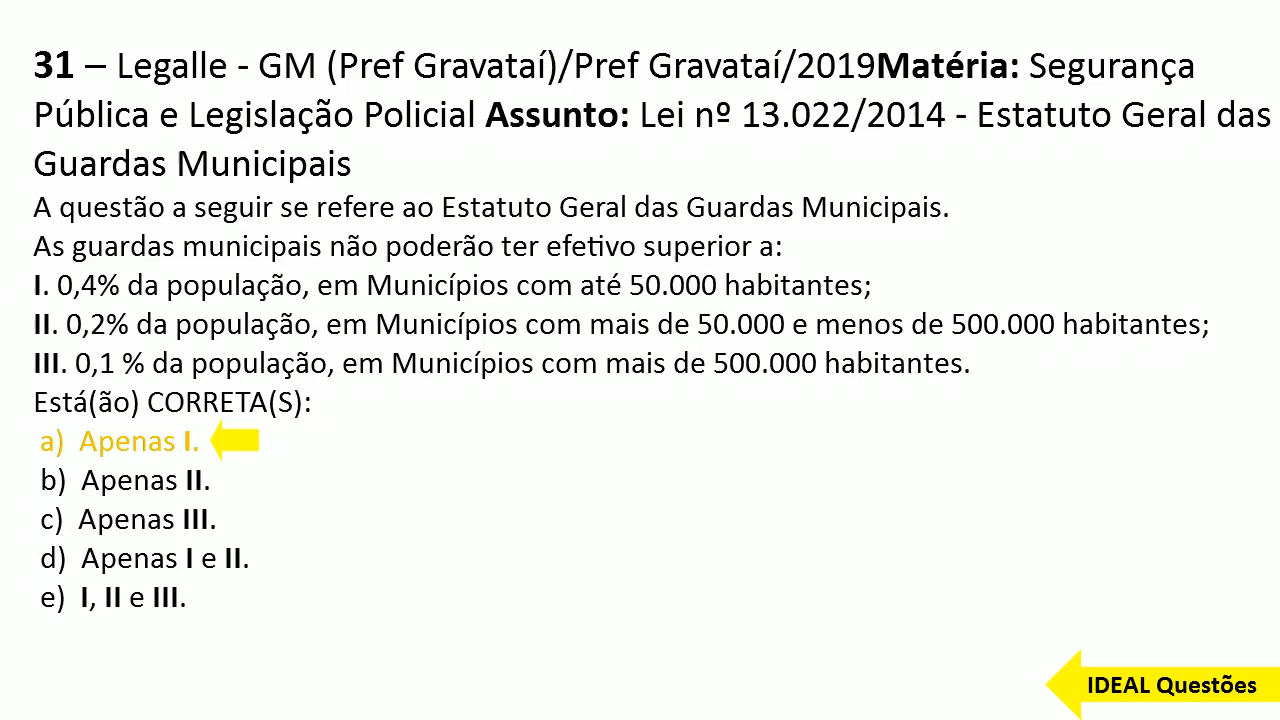 31 – Legalle - GM (Pref Gravataí)/Pref Gravataí/2019Matéria: Segurança
Pública e Legislação Policial Assunto: Lei nº 13.022/2014 - Estatuto Geral das
Guardas Municipais
A questão a seguir se refere ao Estatuto Geral das Guardas Municipais.
As guardas municipais não poderão ter efetivo superior a:
I. 0,4% da população, em Municípios com até 50.000 habitantes;
II. 0,2% da população, em Municípios com mais de 50.000 e menos de 500.000 habitantes;
III. 0,1 % da população, em Municípios com mais de 500.000 habitantes.
Está(ão) CORRETA(S):
a) Apenas I.
b) Apenas II.
c) Apenas III.
d) Apenas I e II.
e) I, II e III.
IDEAL Questões